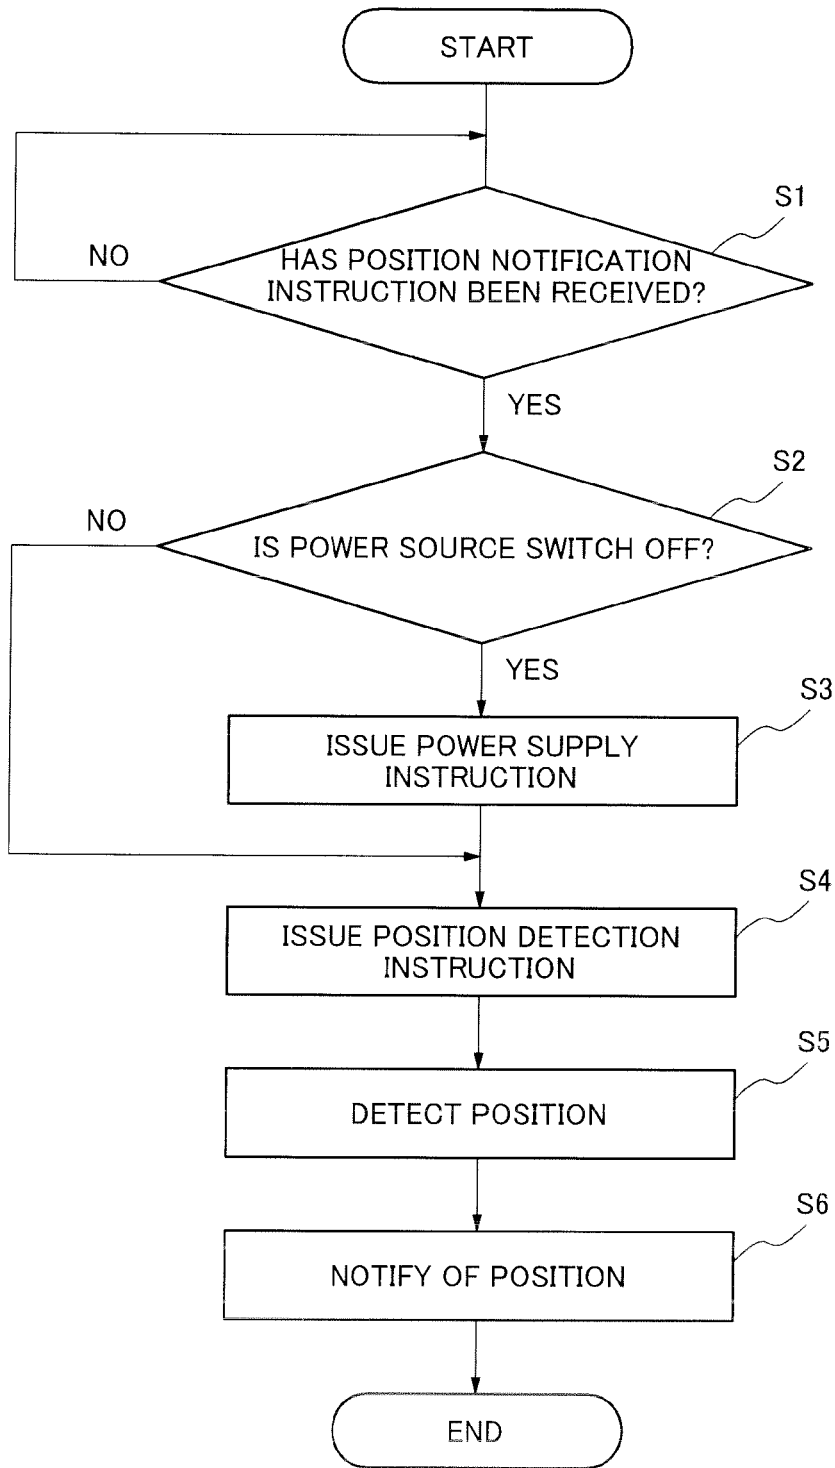 START
S1
NO
HAS POSITION NOTIFICATION
INSTRUCTION BEEN RECEIVED?
YES
S2
NO
IS POWER SOURCE SWITCH OFF?
YES
S3
ISSUE POWER SUPPLY
INSTRUCTION
S4
ISSUE POSITION DETECTION
INSTRUCTION
S5
DETECT POSITION
S6
NOTIFY OF POSITION
END